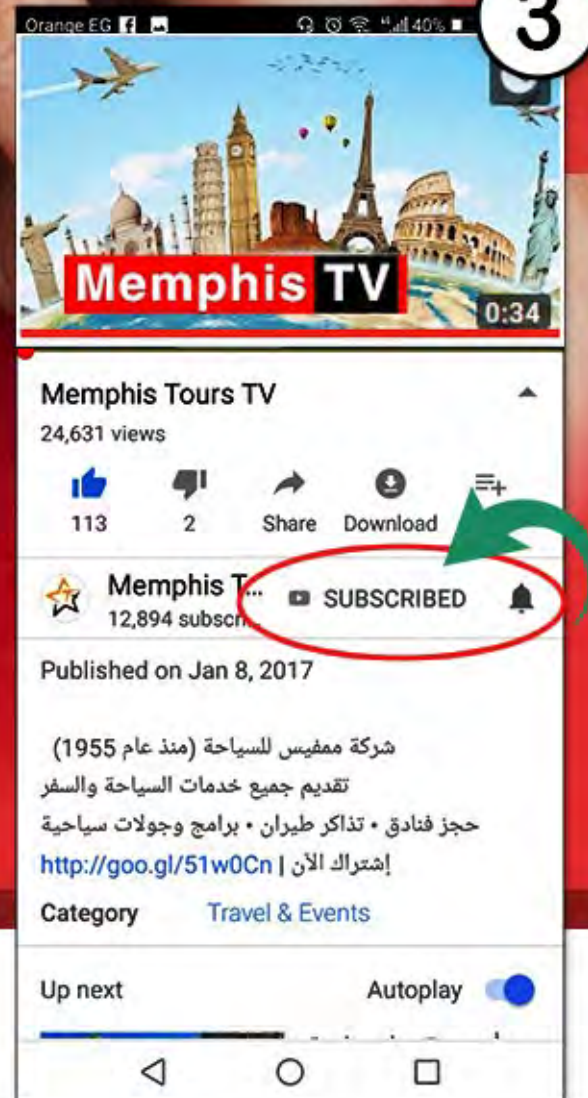 3
Orange EG
40%
Memphis TV
0:34
Memphis Tours TV
24,631 views
113 2 Share Download
Memphis T... SUBSCRIBED
12,894 subscri...
Published on Jan 8, 2017
شركة ممفيس للسياحة (منذ عام 1955)
تقديم جميع خدمات السياحة والسفر
حجز فنادق • تذاكر طيران • برامج وجولات سياحية
إشتراك الآن | http://goo.gl/51w0Cn
Category Travel & Events
Up next Autoplay